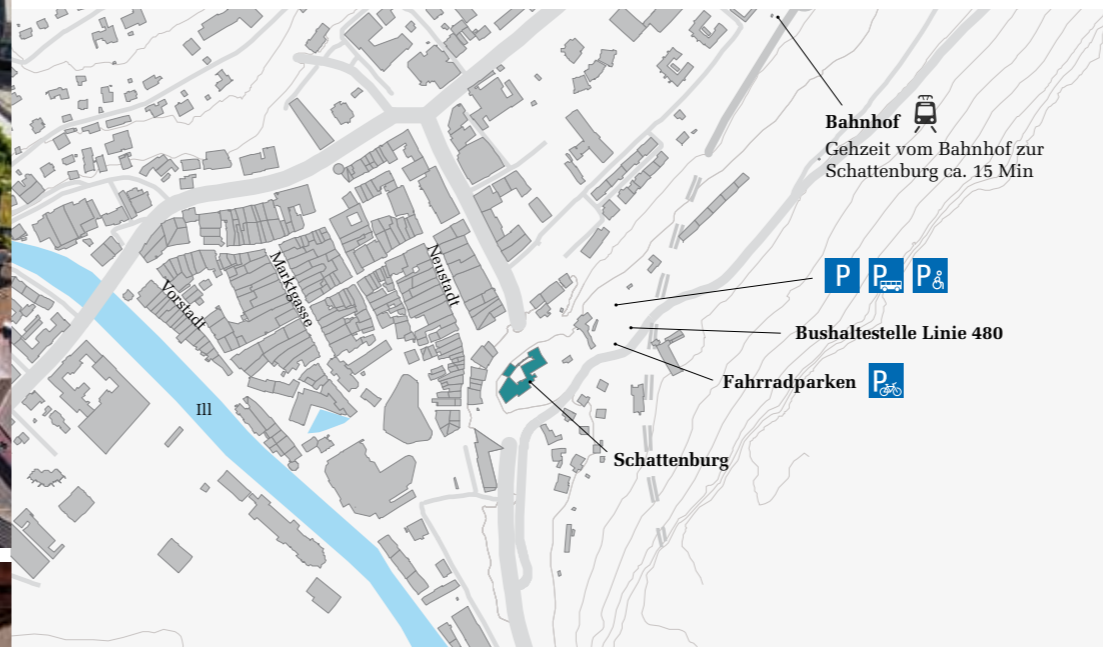 Bahnhof
Gehzeit vom Bahnhof zur
Schattenburg ca. 15 Min
P
P
P
Bushaltestelle Linie 480
Fahrradparken
P
Schattenburg
Neustadt
Marktgasse
Vorstadt
Ill